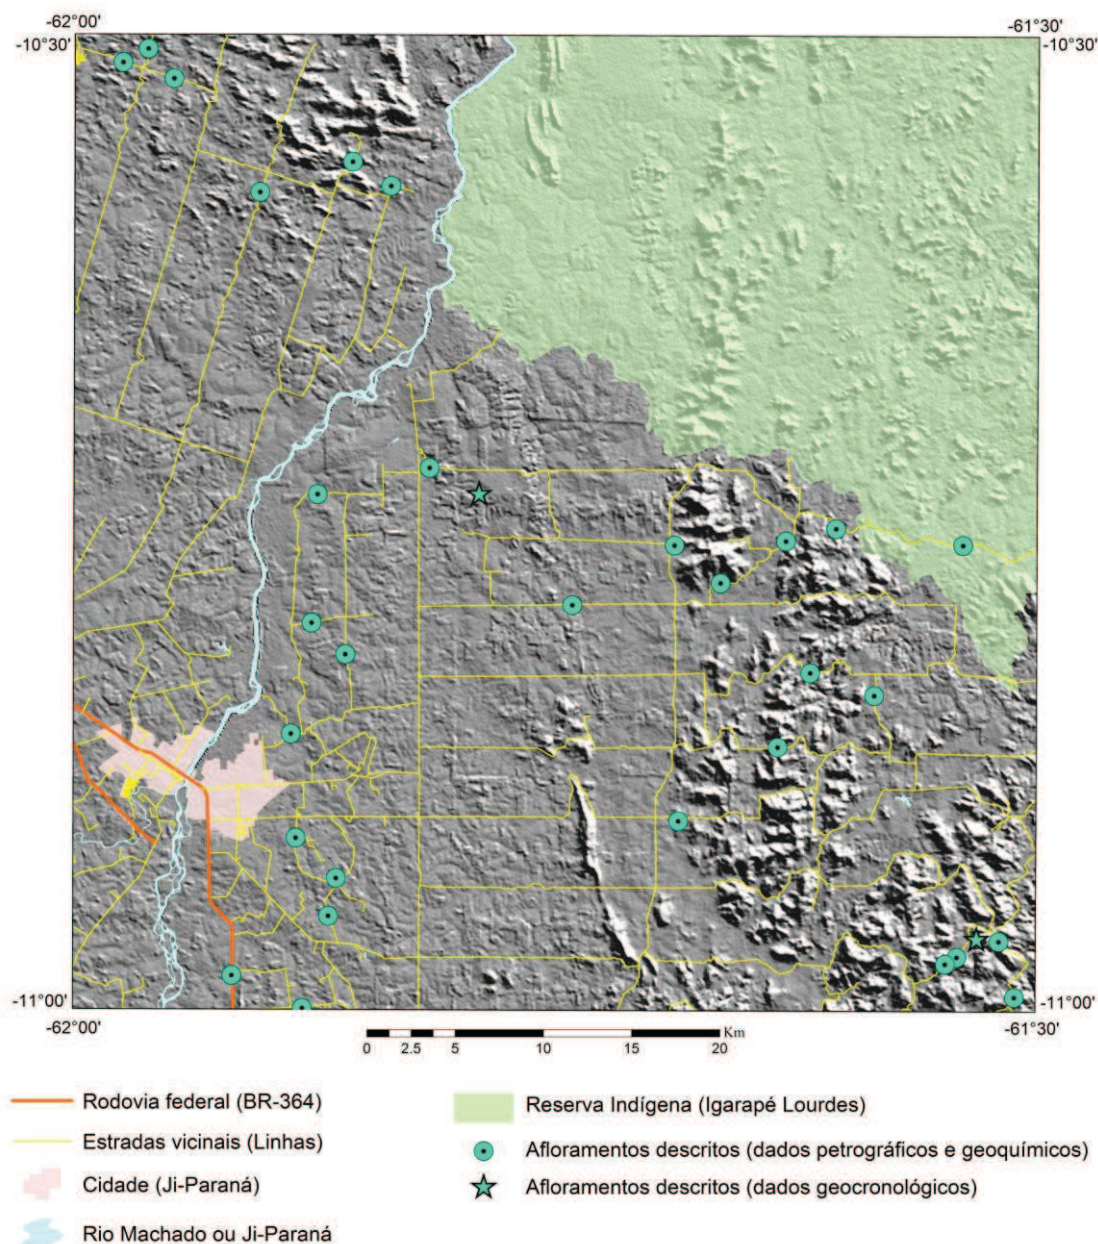 -62°00'
-61°30'
-10°30'
-10°30'
-11°00'
-11°00'
-62°00'
-61°30'
Km
0 2.5 5 10 15 20
Rodovia federal (BR-364)
Estradas vicinais (Linhas)
Cidade (Ji-Paraná)
Rio Machado ou Ji-Paraná
Reserva Indígena (Igarapé Lourdes)
Afloramentos descritos (dados petrográficos e geoquímicos)
Afloramentos descritos (dados geocronológicos)